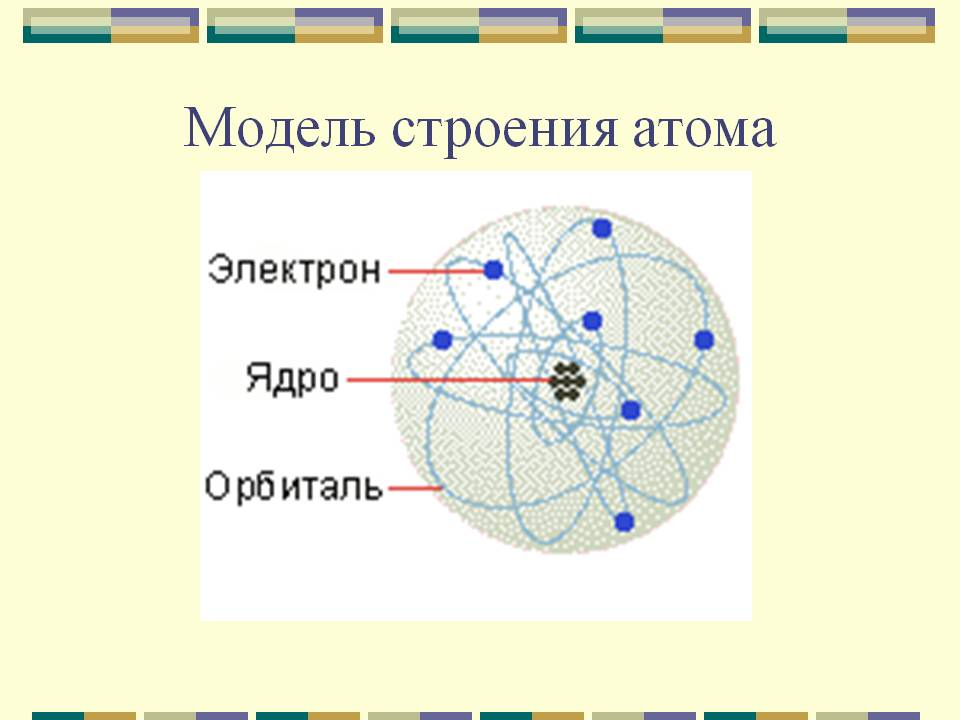 Модель строения атома
Электрон
Ядро
Орбиталь